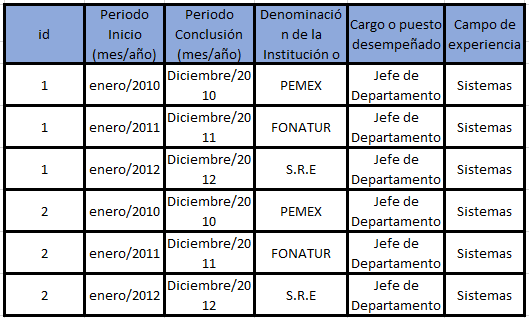 id Periodo Inicio (mes/año) Periodo Conclusión (mes/año) Denominación de la Institución o Cargo o puesto desempeñado Campo de experiencia
1 enero/2010 Diciembre/2010 PEMEX Jefe de Departamento Sistemas
1 enero/2011 Diciembre/2011 FONATUR Jefe de Departamento Sistemas
1 enero/2012 Diciembre/2012 S.R.E Jefe de Departamento Sistemas
2 enero/2010 Diciembre/2010 PEMEX Jefe de Departamento Sistemas
2 enero/2011 Diciembre/2011 FONATUR Jefe de Departamento Sistemas
2 enero/2012 Diciembre/2012 S.R.E Jefe de Departamento Sistemas